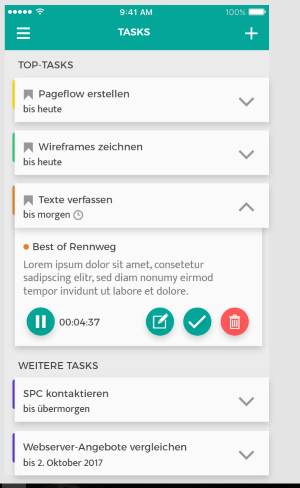 9:41 AM 100%
TASKS
TOP-TASKS
Pageflow erstellen
bis heute
Wireframes zeichnen
bis heute
Texte verfassen
bis morgen
Best of Rennweg
Lorem ipsum dolor sit amet, consetetur
sadipscing elitr, sed diam nonumy eirmod
tempor invidunt ut labore et dolore.
00:04:37
WEITERE TASKS
SPC kontaktieren
bis übermorgen
Webserver-Angebote vergleichen
bis 2. Oktober 2017